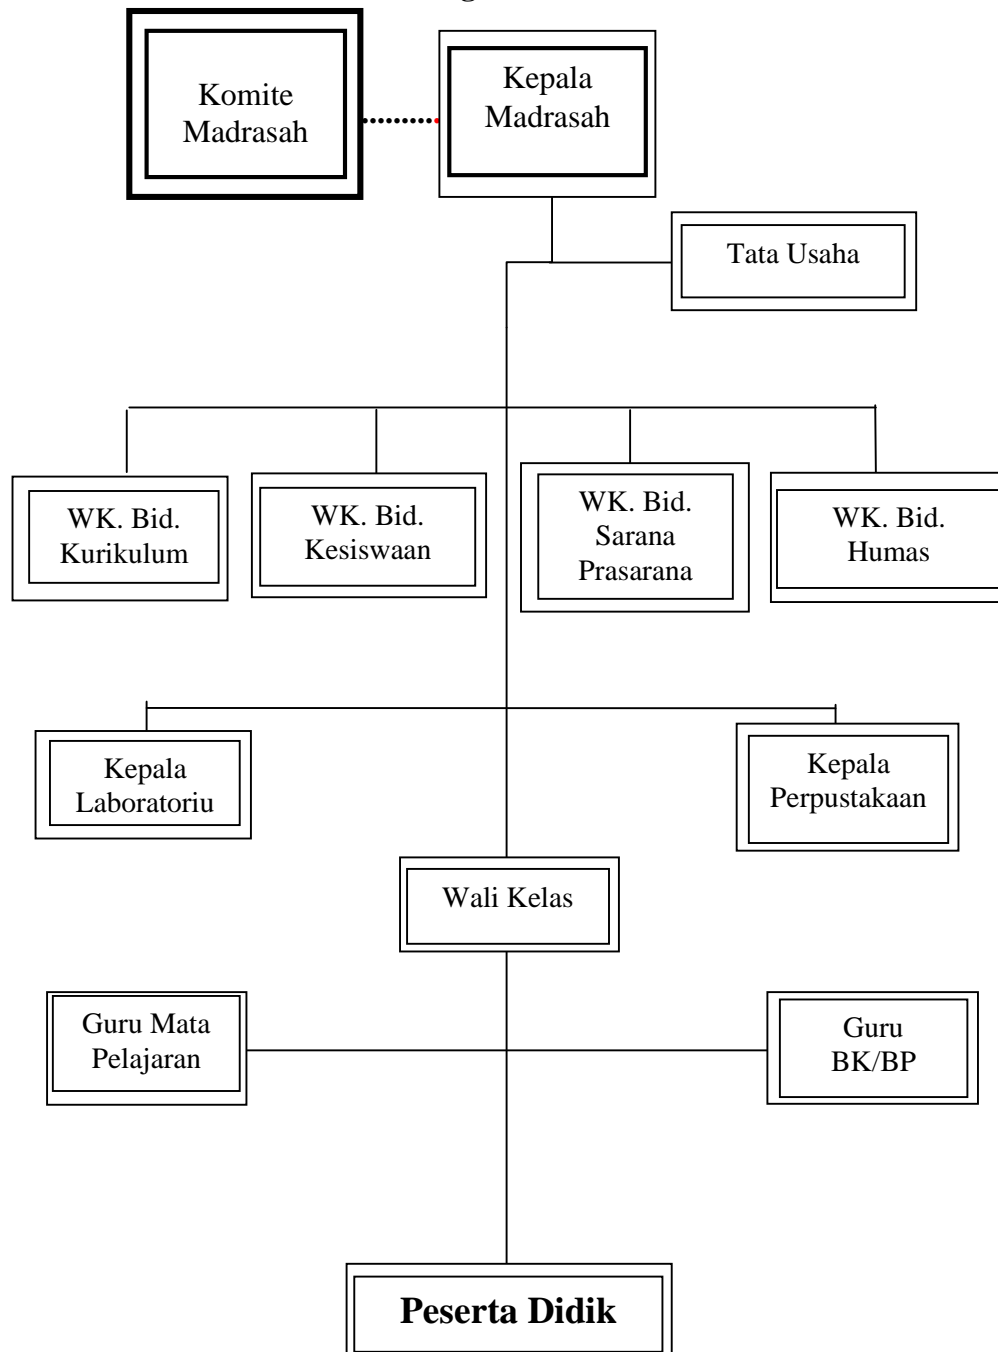 Komite
Madrasah
Kepala
Madrasah
Tata Usaha
WK. Bid.
Kurikulum
WK. Bid.
Kesiswaan
WK. Bid.
Sarana
Prasarana
WK. Bid.
Humas
Kepala
Laboratoriu
Kepala
Perpustakaan
Wali Kelas
Guru Mata
Pelajaran
Guru
BK/BP
Peserta Didik